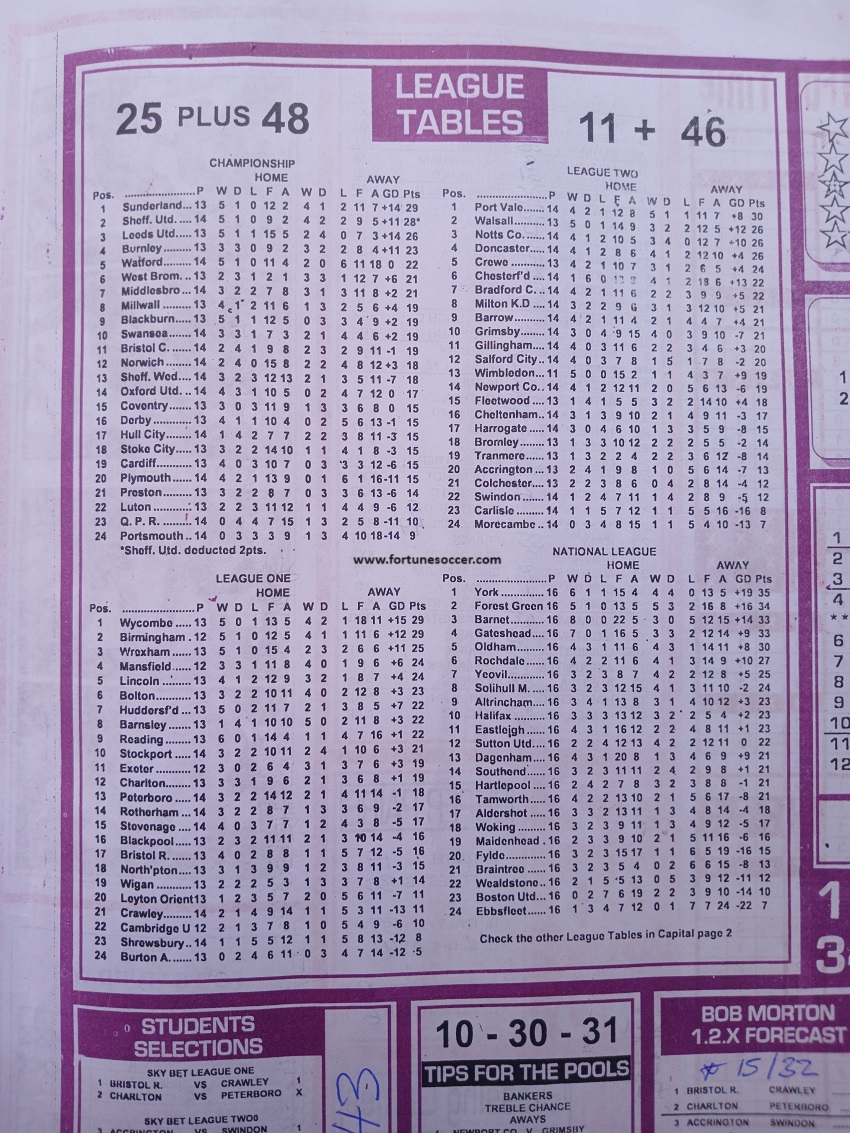 LEAGUE
TABLES
25 PLUS 48
11 + 46
CHAMPIONSHIP
HOME AWAY
Pos. ........................P W D L F A W D L F A GD Pts
1 Sunderland... 13 5 1 0 12 2 4 1 2 11 7 +14 29
2 Sheff. Utd. .... 14 5 1 0 9 2 4 2 2 9 5 +11 28*
3 Leeds Utd..... 13 5 1 1 15 5 2 4 0 7 3 +14 26
4 Burnley ........ 13 3 3 0 9 2 3 2 2 8 4 +11 23
5 Watford ........ 14 5 1 0 11 4 2 0 6 11 18 0 22
6 West Brom. .. 13 2 3 1 2 1 3 3 1 12 7 +6 21
7 Middlesbro ... 13 3 2 2 7 8 3 1 3 11 8 +2 21
8 Millwall ........ 13 4 1 2 11 6 1 3 2 5 6 +4 19
9 Blackburn..... 13 5 1 1 12 5 0 3 3 4 9 +2 19
10 Swansea ...... 14 3 3 1 7 3 2 1 4 4 6 +2 19
11 Bristol C. ...... 14 2 4 1 9 8 2 3 2 9 11 -1 19
12 Norwich ....... 14 2 4 0 15 8 2 2 4 8 12 +3 18
13 Sheff. Wed.... 14 3 2 3 12 13 2 1 3 5 11 -7 18
14 Oxford Utd. .. 14 4 3 1 10 5 0 2 4 7 12 0 17
15 Coventry....... 13 3 0 3 11 9 1 3 3 6 8 0 15
16 Derby ........... 13 4 1 1 10 4 0 2 5 6 13 -1 15
17 Hull City........ 14 1 4 2 7 7 2 2 3 8 11 -3 15
18 Stoke City .... 13 3 2 2 14 10 1 1 4 1 8 -3 15
19 Cardiff.......... 13 4 0 3 10 7 0 3 3 3 12 -6 15
20 Plymouth ..... 14 4 2 1 13 9 0 1 6 1 16 -11 15
21 Preston ........ 13 3 2 2 8 7 0 3 3 6 13 -6 14
22 Luton ........... 13 2 2 3 11 12 1 1 4 4 9 -6 12
23 Q. P. R. ........ 14 0 4 4 7 15 1 3 2 5 8 -11 10
24 Portsmouth .. 14 0 3 3 3 9 1 3 4 10 18 -14 9
*Sheff. Utd. deducted 2pts.
LEAGUE TWO
HOME AWAY
Pos. ........................P W D L F A W D L F A GD Pts
1 Port Vale....... 14 4 2 1 12 8 5 1 1 11 7 +8 30
2 Walsall.......... 13 5 0 1 14 9 3 2 2 12 5 +12 26
3 Notts Co....... 14 4 1 2 10 5 3 4 0 12 7 +10 26
4 Doncaster..... 14 4 1 2 8 6 4 1 2 12 10 +4 26
5 Crewe .......... 13 4 2 1 10 7 3 1 2 6 5 +4 24
6 Chesterf'd .... 14 1 6 0 2 1 2 18 6 +13 22
7 Bradford C. .. 14 4 2 1 11 6 2 2 3 9 9 +5 22
8 Milton K.D .... 14 3 2 2 9 6 3 1 3 12 10 +5 21
9 Barrow.......... 14 4 2 1 11 4 2 1 4 4 7 +4 21
10 Grimsby ....... 14 3 0 4 9 15 4 0 3 9 10 -7 21
11 Gillingham.... 14 4 0 3 11 6 2 2 3 4 6 +3 20
12 Salford City .. 14 4 0 3 7 8 1 5 1 7 8 -2 20
13 Wimbledon... 11 5 0 0 15 2 1 1 4 3 7 +9 19
14 Newport Co. . 14 4 1 2 12 11 2 0 5 6 13 -6 19
15 Fleetwood .... 13 1 4 1 5 5 3 2 2 14 10 +4 18
16 Cheltenham.. 14 3 1 3 9 10 2 1 4 9 11 -3 17
17 Harrogate..... 14 3 0 4 6 10 1 3 3 5 9 -8 15
18 Bromley ....... 13 1 3 3 10 12 2 2 2 5 5 -2 14
19 Tranmere ..... 13 1 3 2 2 4 2 2 3 6 12 -8 14
20 Accrington ... 13 2 4 1 9 8 1 0 5 6 14 -7 13
21 Colchester.... 13 2 2 3 8 6 0 4 2 8 14 -4 12
22 Swindon ...... 14 1 2 4 7 11 1 4 2 8 9 -5 12
23 Carlisle......... 14 1 1 5 7 12 1 1 5 5 16 -16 8
24 Morecambe .. 14 0 3 4 8 15 1 1 5 4 10 -13 7
www.fortunesoccer.com
LEAGUE ONE
HOME AWAY
Pos. ........................P W D L F A W D L F A GD Pts
1 Wycombe ..... 13 5 0 1 13 5 4 2 1 18 11 +15 29
2 Birmingham . 12 5 1 0 12 5 4 1 1 11 6 +12 29
3 Wrexham ..... 13 5 1 0 15 4 2 3 2 6 6 +11 25
4 Mansfield ..... 12 3 3 1 11 8 4 0 1 9 6 +6 24
5 Lincoln ......... 13 4 1 2 12 9 3 2 1 8 7 +4 24
6 Bolton........... 13 3 2 2 10 11 4 0 2 12 8 +3 23
7 Huddersf'd ... 13 5 0 2 11 7 2 1 3 8 5 +7 22
8 Barnsley ....... 13 1 4 1 10 10 5 0 2 11 8 +3 22
9 Reading ........ 13 6 0 1 14 4 1 1 4 7 16 +1 22
10 Stockport ..... 14 3 2 2 10 11 2 4 1 10 6 +3 21
11 Exeter ........... 12 3 0 2 6 4 3 1 3 7 6 +3 19
12 Charlton........ 13 3 3 1 9 6 2 1 3 6 8 +1 19
13 Peterboro ..... 13 3 2 2 14 12 2 1 4 11 14 -1 18
14 Rotherham ... 14 3 2 2 8 7 1 3 3 6 9 -2 17
15 Stevenage .... 14 4 0 3 7 7 1 2 4 3 8 -5 17
16 Blackpool ..... 13 2 3 2 11 11 2 1 3 10 14 -4 16
17 Bristol R. ...... 13 4 0 2 8 8 1 1 5 7 12 -5 16
18 North'pton.... 13 3 1 3 9 9 1 2 3 8 11 -3 15
19 Wigan ........... 13 2 2 2 5 3 1 3 3 7 8 +1 14
20 Leyton Orient13 1 2 3 5 7 2 0 5 6 11 -7 11
21 Crawley......... 14 2 1 4 9 14 1 1 5 3 11 -13 11
22 Cambridge U 12 2 1 3 7 8 1 0 5 4 9 -6 10
23 Shrewsbury.. 14 1 1 5 5 12 1 1 5 8 13 -12 8
24 Burton A. ...... 13 0 2 4 6 11 0 3 4 7 14 -12 5
NATIONAL LEAGUE
HOME AWAY
Pos. ........................P W D L F A W D L F A GD Pts
1 York ............. 16 6 1 1 15 4 4 4 0 13 5 +19 35
2 Forest Green 16 5 1 0 13 5 5 3 2 16 8 +16 34
3 Barnet........... 16 8 0 0 22 5 3 0 5 12 15 +14 33
4 Gateshead.... 16 7 0 1 16 5 3 3 2 12 14 +9 33
5 Oldham......... 16 4 3 1 11 6 4 3 1 14 11 +8 30
6 Rochdale ...... 16 4 2 2 11 6 4 1 3 14 9 +10 27
7 Yeovil............ 16 3 2 3 8 7 4 2 2 12 8 +5 25
8 Solihull M..... 16 3 2 3 12 15 4 1 3 11 10 -2 24
9 Altrincham.... 16 3 4 1 13 8 3 1 4 10 12 +3 23
10 Halifax .......... 16 3 3 3 13 12 3 2 2 5 4 +2 23
11 Eastleigh ...... 16 4 3 1 16 12 2 2 4 8 11 +1 23
12 Sutton Utd.... 16 2 2 4 12 13 4 2 2 12 11 0 22
13 Dagenham .... 16 4 3 1 20 8 1 3 4 6 9 +9 21
14 Southend...... 16 3 2 3 11 11 2 4 2 9 8 +1 21
15 Hartlepool .... 16 2 4 2 7 8 3 2 3 8 8 -1 21
16 Tamworth ..... 16 4 2 2 13 10 2 1 5 6 17 -8 21
17 Aldershot ..... 16 3 3 2 13 11 1 3 4 8 14 -4 18
18 Woking ......... 16 3 2 3 9 11 1 3 4 9 12 -5 17
19 Maidenhead . 16 2 3 3 9 10 2 1 5 11 16 -6 16
20 Fylde............. 16 3 2 3 15 17 1 1 6 6 15 -19 16 15
21 Braintree ...... 16 3 2 3 5 4 0 2 6 6 15 -8 13
22 Wealdstone .. 16 2 1 5 5 13 0 5 3 9 12 -11 12
23 Boston Utd... 16 0 2 7 6 19 2 2 3 9 10 -14 10
24 Ebbsfleet ...... 16 1 3 4 7 12 0 1 7 7 24 -22 7
Check the other League Tables in Capital page 2
STUDENTS
SELECTIONS
SKY BET LEAGUE ONE
1 BRISTOL R. VS CRAWLEY 1
2 CHARLTON VS PETERBORO X
SKY BET LEAGUE TWO0
3 ACCRINGTON VS SWINDON 1
43
10 - 30 - 31
TIPS FOR THE POOLS
BANKERS
TREBLE CHANCE
AWAYS
NEWPORT CO. V. GRIMSBY
BOB MORTON
1.2.X FORECAST
15/32
1 BRISTOL R. CRAWLEY
2 CHARLTON PETERBORO
3 ACCRINGTON SWINDON
1
2
1
2
3
4
**
6
7
8
9
10
11
12
1
3